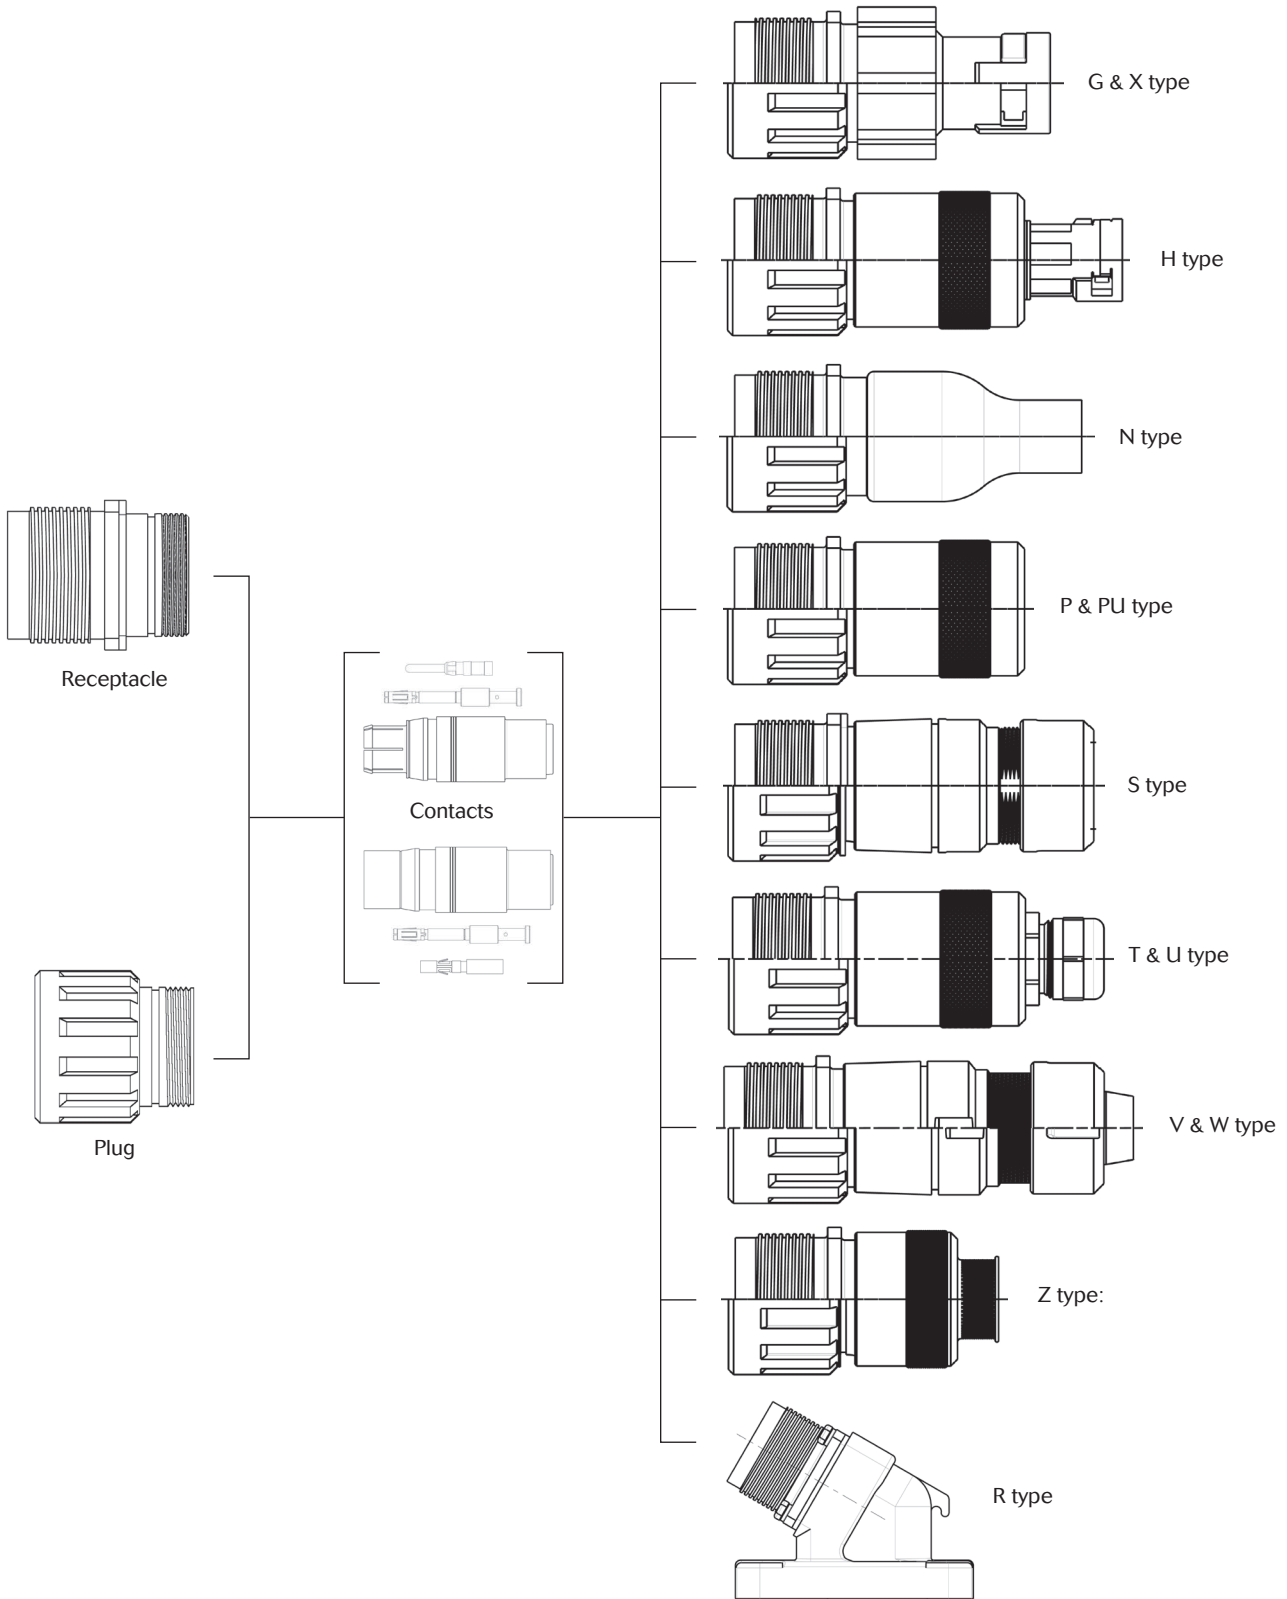 G & X type
H type
N type
P & PU type
S type
T & U type
V & W type
Z type:
R type
Receptacle
Contacts
Plug